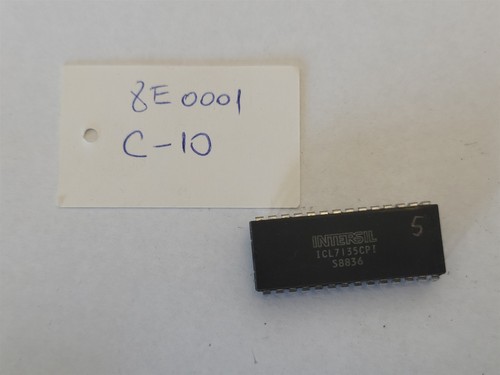 8E0001
C-10
5
INTERSIL
ICL7135CPI
S8836